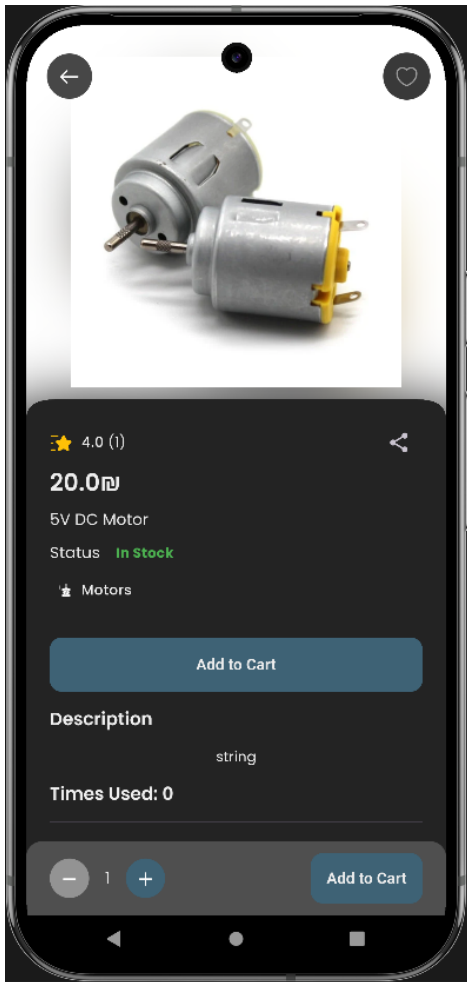 4.0 (1)
20.0₪
5V DC Motor
Status In Stock
Motors
Add to Cart
Description
string
Times Used: 0
1
Add to Cart